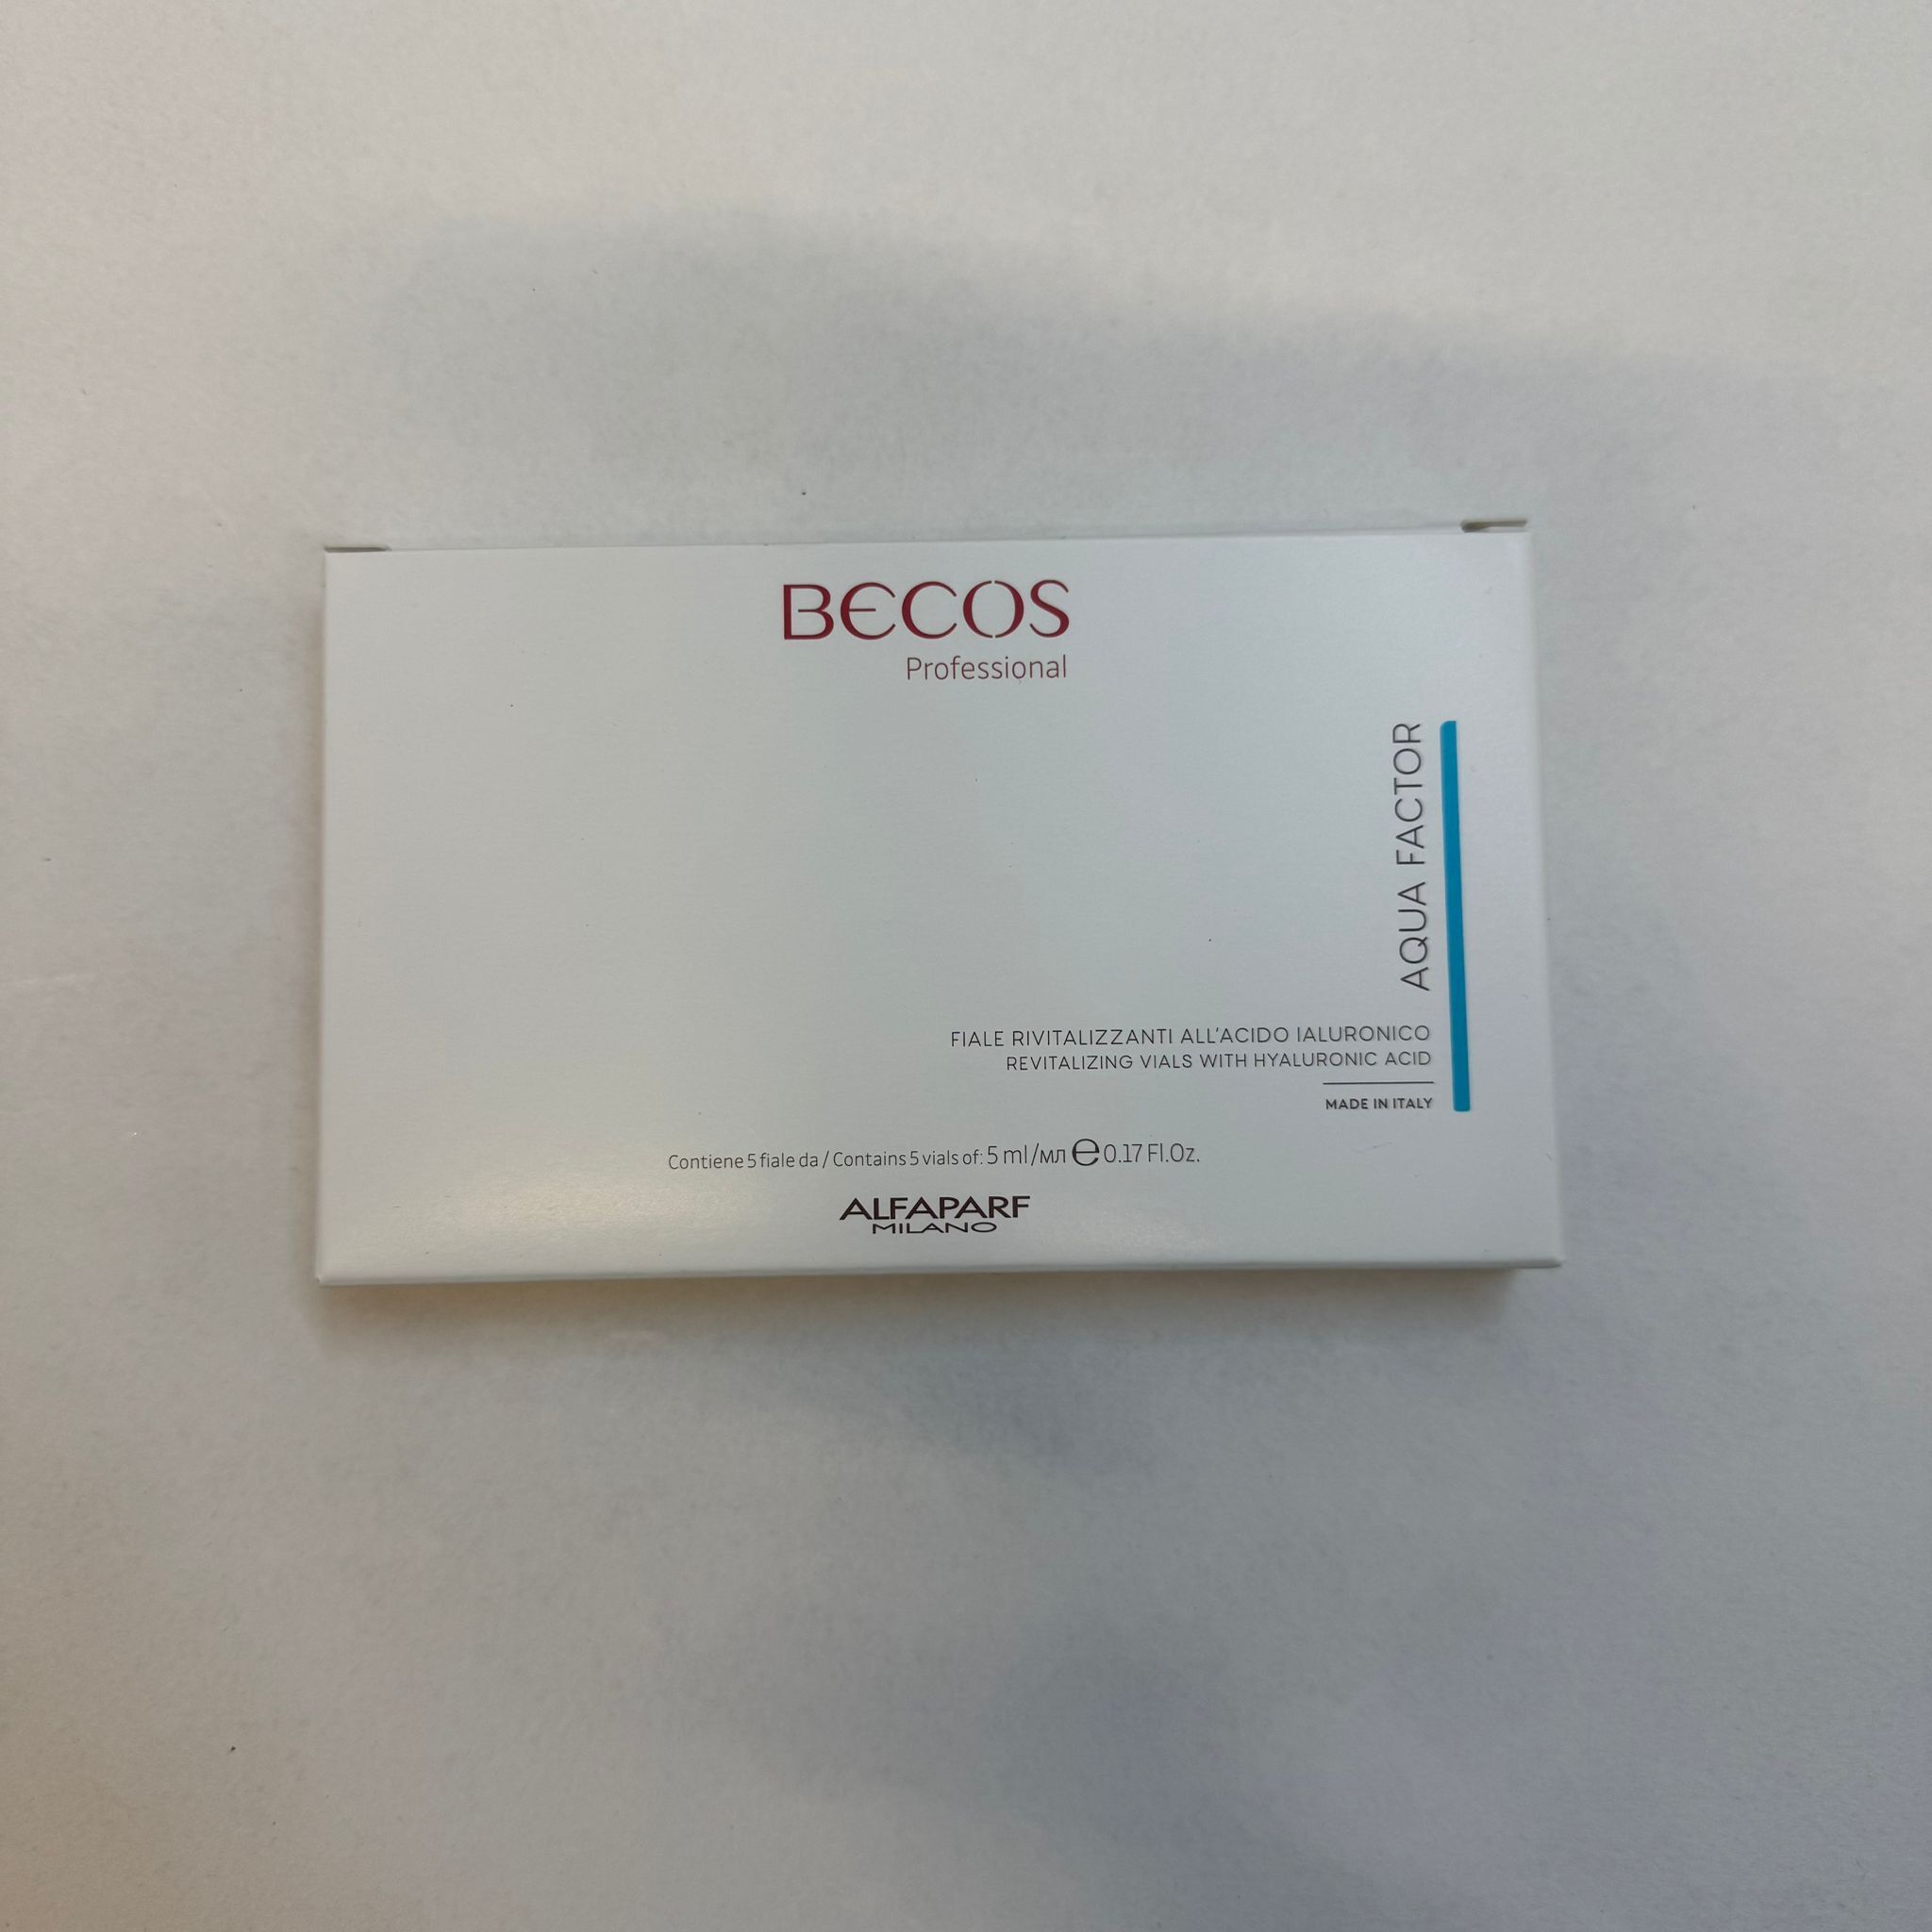 BECOS
Professional
AQUA FACTOR
FIALE RIVITALIZZANTI ALL'ACIDO IALURONICO
REVITALIZING VIALS WITH HYALURONIC ACID
MADE IN ITALY
Contiene 5 fiale da / Contains 5 vials of: 5 ml/мл ℮ 0.17 Fl.Oz.
ALFAPARF
MILANO